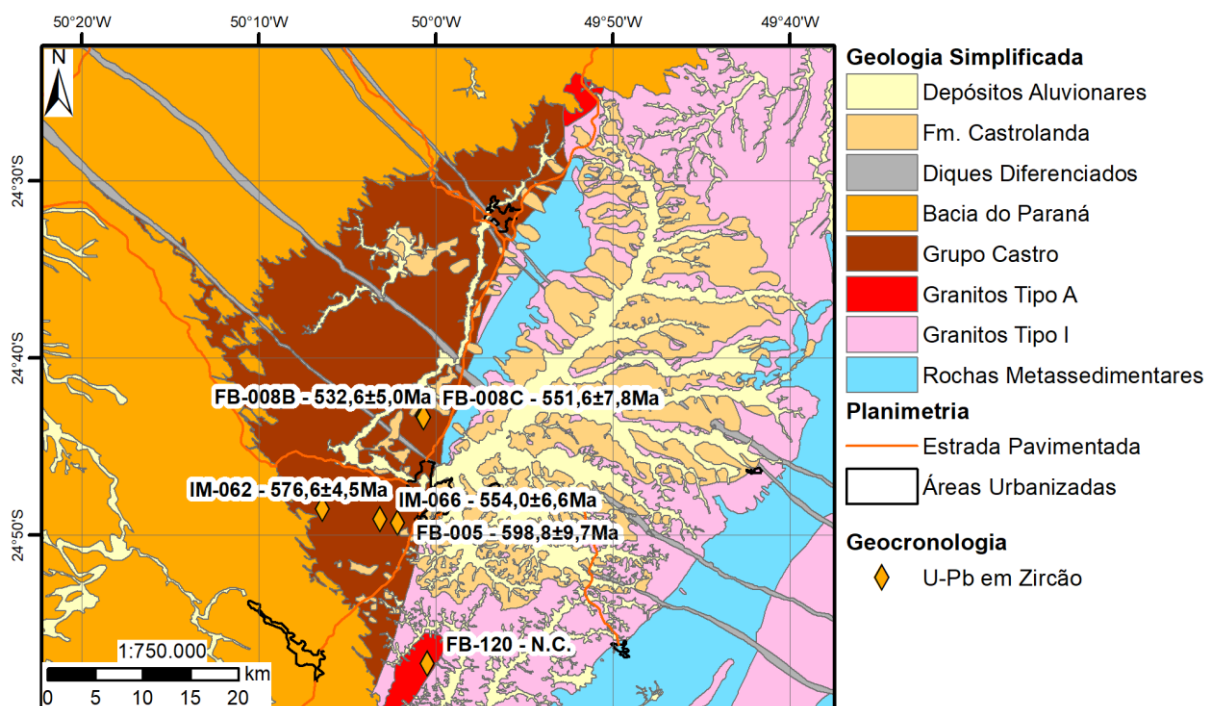 50°20'W 50°10'W 50°0'W 49°50'W 49°40'W
N
24°30'S
24°40'S
24°50'S
FB-008B - 532,6±5,0Ma
FB-008C - 551,6±7,8Ma
IM-062 - 576,6±4,5Ma
IM-066 - 554,0±6,6Ma
FB-005 - 598,8±9,7Ma
FB-120 - N.C.
1:750.000
km
0 5 10 15 20
Geologia Simplificada
Depósitos Aluvionares
Fm. Castrolanda
Diques Diferenciados
Bacia do Paraná
Grupo Castro
Granitos Tipo A
Granitos Tipo I
Rochas Metassedimentares
Planimetria
Estrada Pavimentada
Áreas Urbanizadas
Geocronologia
U-Pb em Zircão